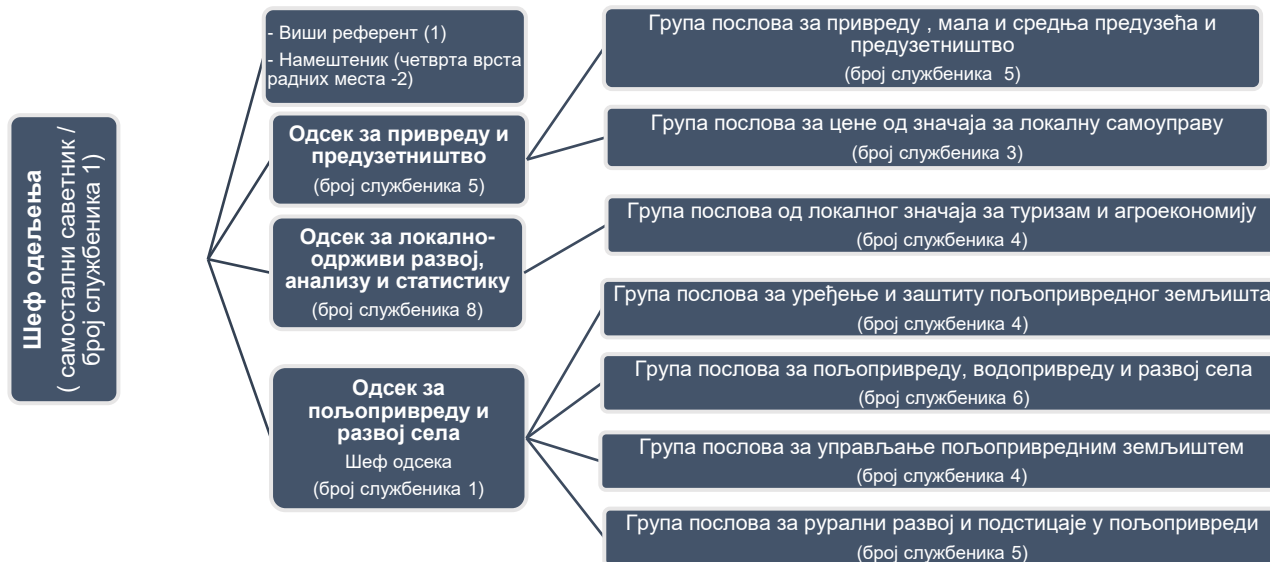 Шеф одељења
( самостални саветник /
број службеника 1)
- Виши референт (1)
- Намештеник (четврта врста
радних места -2)
Одсек за привреду и
предузетништво
(број службеника 5)
Одсек за локално-
одрживи развој,
анализу и статистику
(број службеника 8)
Одсек за
пољопривреду и
развој села
Шеф одсека
(број службеника 1)
Група послова за привреду , мала и средња предузећа и
предузетништво
(број службеника 5)
Група послова за цене од значаја за локалну самоуправу
(број службеника 3)
Група послова од локалног значаја за туризам и агроекономију
(број службеника 4)
Група послова за уређење и заштиту пољопривредног земљишта
(број службеника 4)
Група послова за пољопривреду, водопривреду и развој села
(број службеника 6)
Група послова за управљање пољопривредним земљиштем
(број службеника 4)
Група послова за рурални развој и подстицаје у пољопривреди
(број службеника 5)